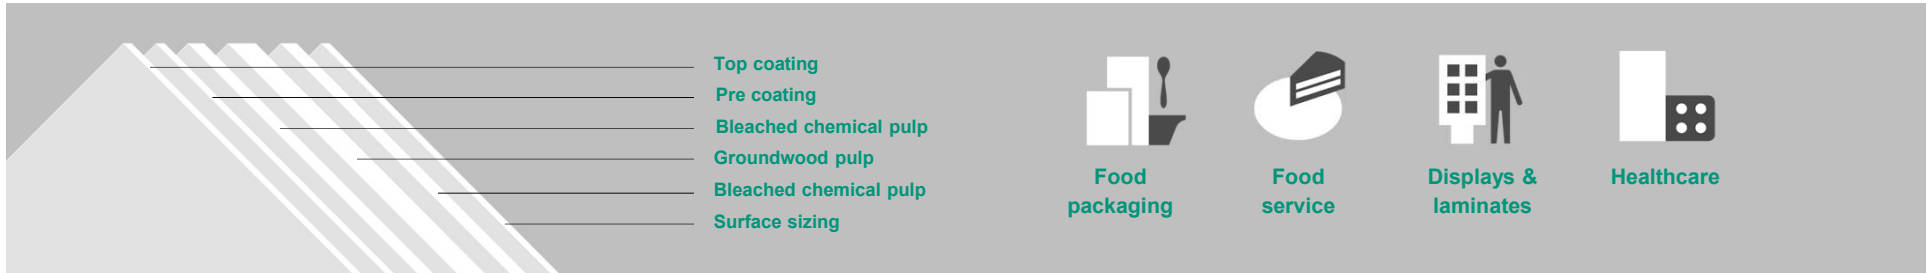 Top coating
Pre coating
Bleached chemical pulp
Groundwood pulp
Bleached chemical pulp
Surface sizing
Food
packaging
Food
service
Displays &
laminates
Healthcare